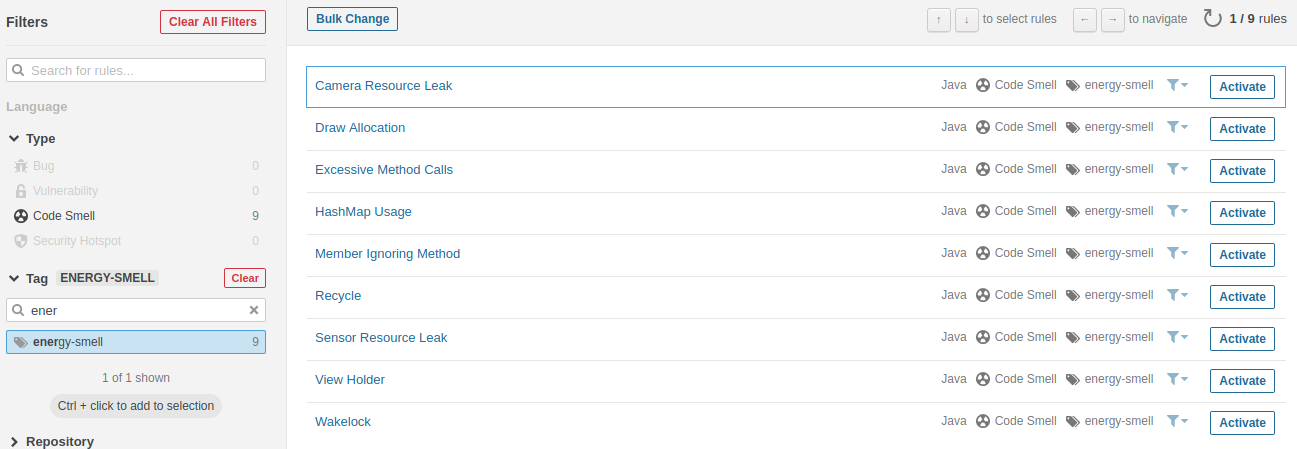 Filters
Clear All Filters
Search for rules...
Language
Type
Bug 0
Vulnerability 0
Code Smell 9
Security Hotspot 0
Tag ENERGY-SMELL Clear
ener
energy-smell 9
1 of 1 shown
Ctrl + click to add to selection
Repository
Bulk Change
↑ ↓ to select rules ← → to navigate 1 / 9 rules
Camera Resource Leak Java Code Smell energy-smell Activate
Draw Allocation Java Code Smell energy-smell Activate
Excessive Method Calls Java Code Smell energy-smell Activate
HashMap Usage Java Code Smell energy-smell Activate
Member Ignoring Method Java Code Smell energy-smell Activate
Recycle Java Code Smell energy-smell Activate
Sensor Resource Leak Java Code Smell energy-smell Activate
View Holder Java Code Smell energy-smell Activate
Wakelock Java Code Smell energy-smell Activate